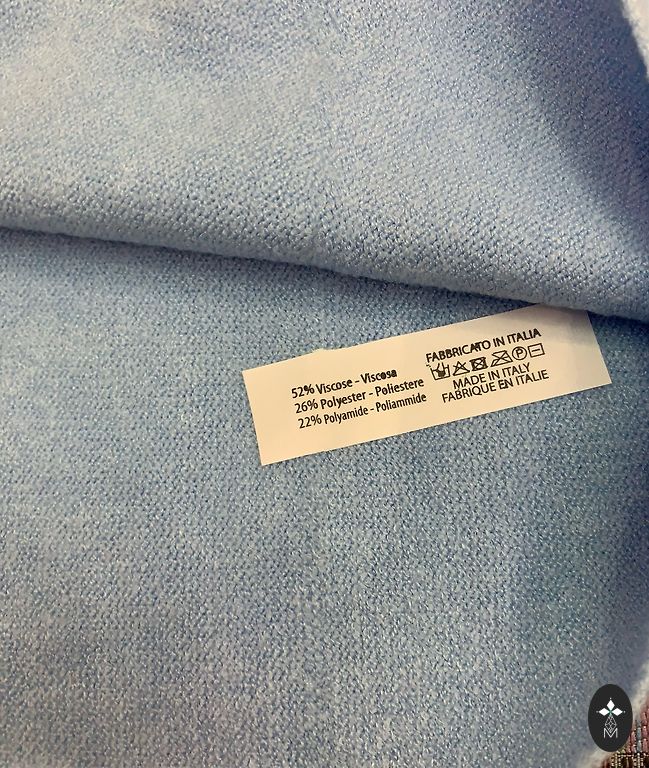 52% Viscose - Viscosa
26% Polyester - Poliestere
22% Polyamide - Poliammide
FABBRICATO IN ITALIA
P
MADE IN ITALY
FABRIQUE EN ITALIE
M